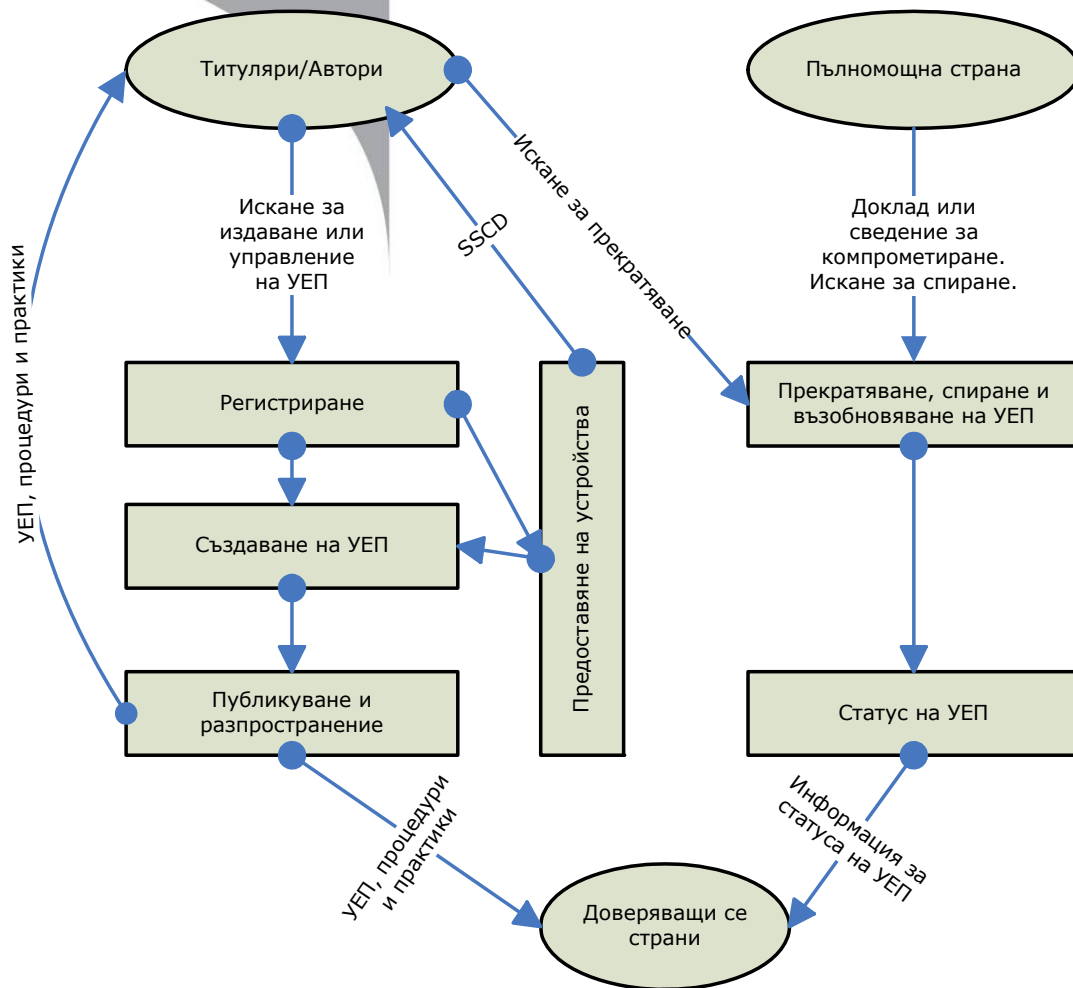 Титуляри/Автори
Пълномощна страна
Искане за
издаване или
управление
на УЕП
SSCD
Искане за прекратяване
Доклад или
сведение за
компрометиране.
Искане за спиране.
УЕП, процедури и практики
Регистриране
Предоставяне на устройства
Прекратяване, спиране и
възобновяване на УЕП
Създаване на УЕП
Публикуване и
разпространение
Статус на УЕП
УЕП, процедури
и практики
Информация за
статуса на УЕП
Доверяващи се
страни